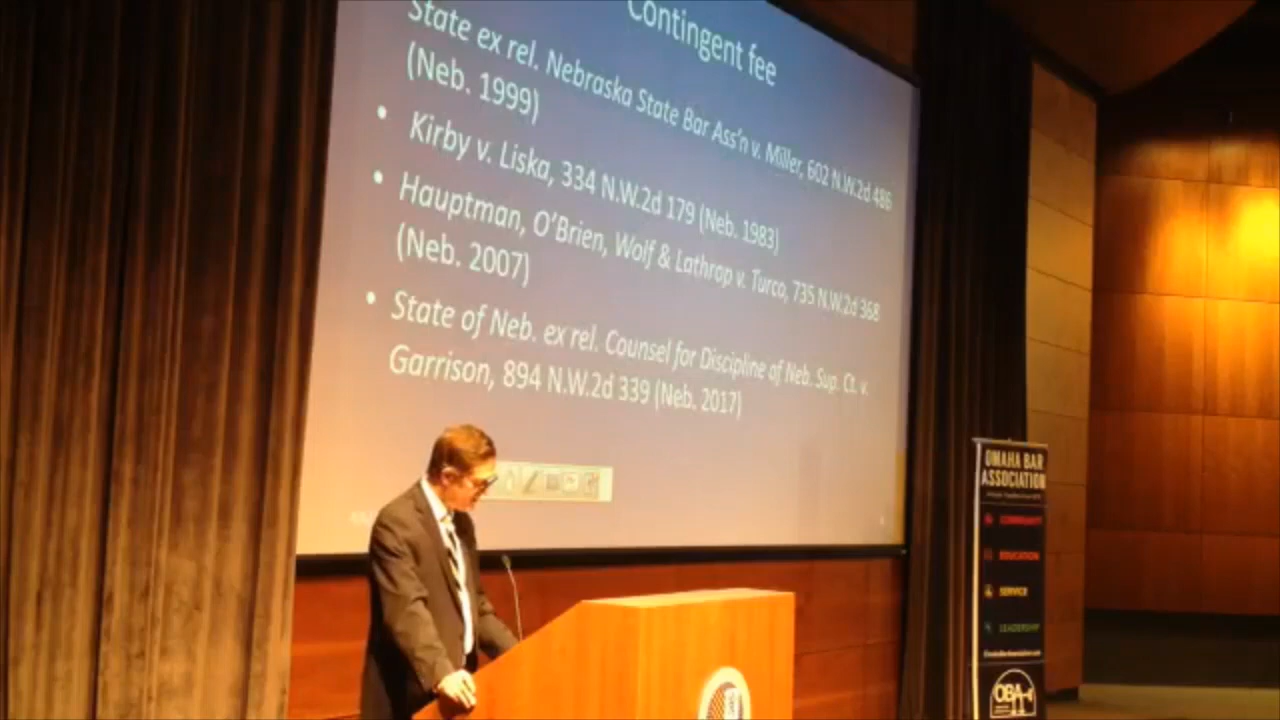 Contingent fee
State ex rel. Nebraska State Bar Ass'n v. Miller, 602 N.W.2d 486
(Neb. 1999)
• Kirby v. Liska, 334 N.W.2d 179 (Neb. 1983)
• Hauptman, O'Brien, Wolf & Lathrop v. Turco, 735 N.W.2d 368
(Neb. 2007)
• State of Neb. ex rel. Counsel for Discipline of Neb. Sup. Ct. v.
Garrison, 894 N.W.2d 339 (Neb. 2017)
OMAHA BAR
ASSOCIATION
COMMUNITY
EDUCATION
SERVICE
LEADERSHIP
OBA